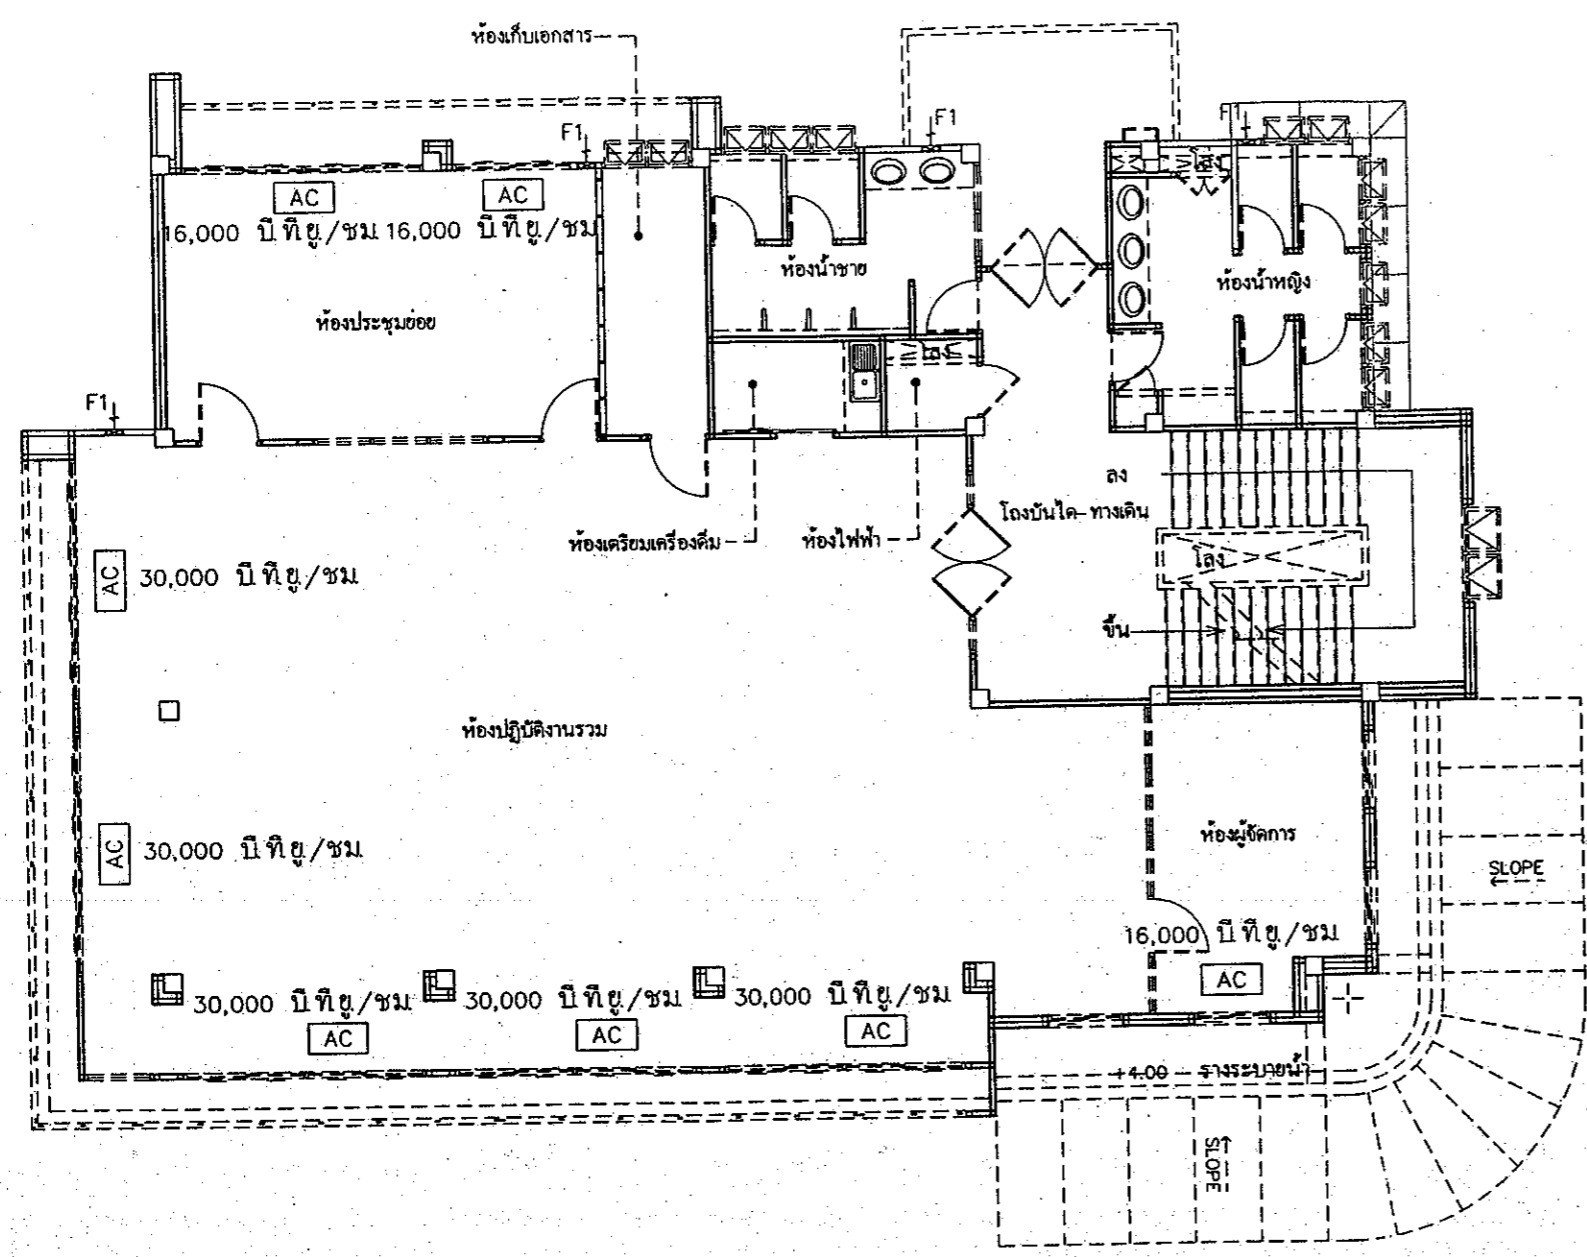 ห้องเก็บเอกสาร
F1
F1
F
AC
AC
16,000 บีทียู/ชม 16,000 บีทียู/ชม
ห้องน้ำชาย
ห้องน้ำหญิง
ห้องประชุมย่อย
โลง
F1
ลง
โถงบันได-ทางเดิน
ห้องเตรียมเครื่องดื่ม
ห้องไฟฟ้า
โลง
AC
30,000 บีทียู/ชม
ขึ้น
ห้องปฏิบัติงานรวม
ห้องผู้จัดการ
AC
30,000 บีทียู/ชม
SLOPE
16,000 บีทียู/ชม
AC
30,000 บีทียู/ชม
30,000 บีทียู/ชม
30,000 บีทียู/ชม
AC
AC
AC
+4.00 รางระบายน้ำ
SLOPE